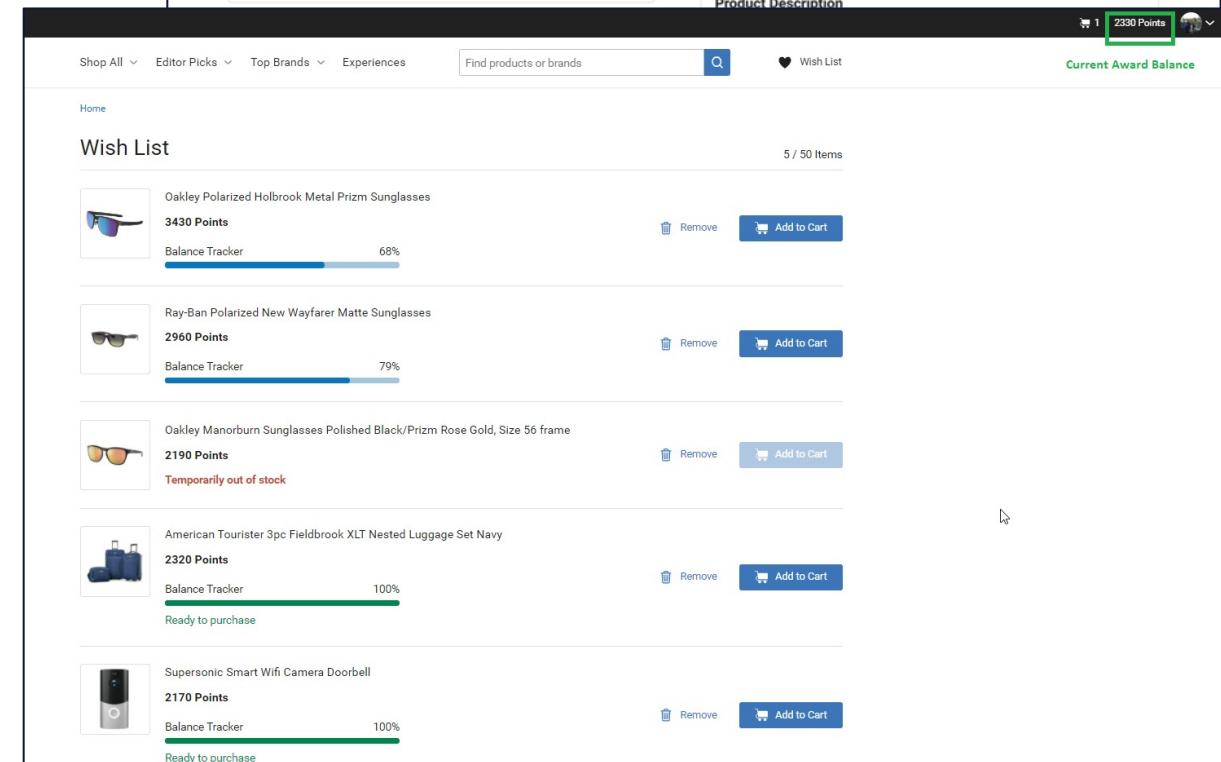 Product Description
1 2330 Points
Shop All Editor Picks Top Brands Experiences Find products or brands Wish List
Current Award Balance
Home
Wish List
5 / 50 Items
Oakley Polarized Holbrook Metal Prizm Sunglasses
3430 Points
Remove Add to Cart
Balance Tracker 68%
Ray-Ban Polarized New Wayfarer Matte Sunglasses
2960 Points
Remove Add to Cart
Balance Tracker 79%
Oakley Manorburn Sunglasses Polished Black/Prizm Rose Gold, Size 56 frame
2190 Points
Remove Add to Cart
Temporarily out of stock
American Tourister 3pc Fieldbrook XLT Nested Luggage Set Navy
2320 Points
Remove Add to Cart
Balance Tracker 100%
Ready to purchase
Supersonic Smart Wifi Camera Doorbell
2170 Points
Remove Add to Cart
Balance Tracker 100%
Ready to purchase